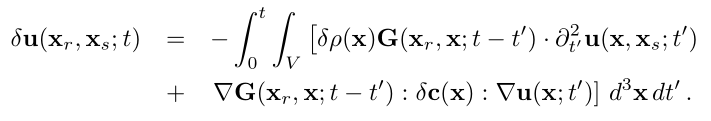 δ𝐮(𝐱_r, 𝐱_s; t) = − ∫_0^t ∫_V [δρ(𝐱)𝐆(𝐱_r, 𝐱; t − t′) · ∂²_{t′}𝐮(𝐱, 𝐱_s; t′)
+ ∇𝐆(𝐱_r, 𝐱; t − t′) : δ𝐜(𝐱) : ∇𝐮(𝐱; t′)] d³𝐱 dt′ .